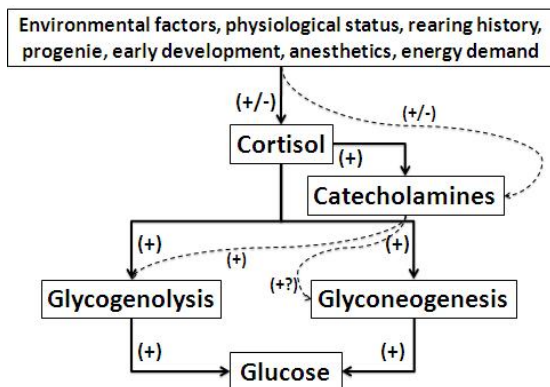 Environmental factors, physiological status, rearing history,
progenie, early development, anesthetics, energy demand
(+/-)
(+/-)
Cortisol
(+)
Catecholamines
(+)
(+)
(+)
(+?)
Glycogenolysis
Glyconeogenesis
(+)
(+)
Glucose